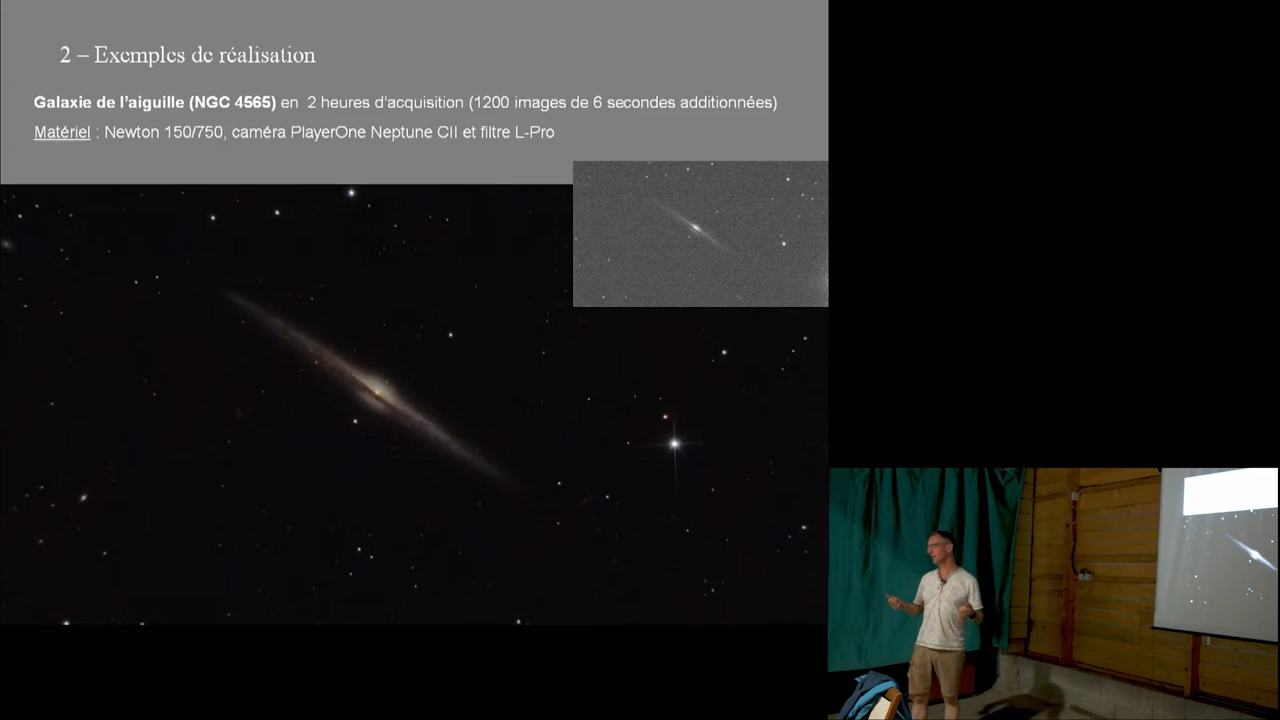 2 – Exemples de réalisation
Galaxie de l'aiguille (NGC 4565) en 2 heures d'acquisition (1200 images de 6 secondes additionnées)
Matériel : Newton 150/750, caméra PlayerOne Neptune CII et filtre L-Pro